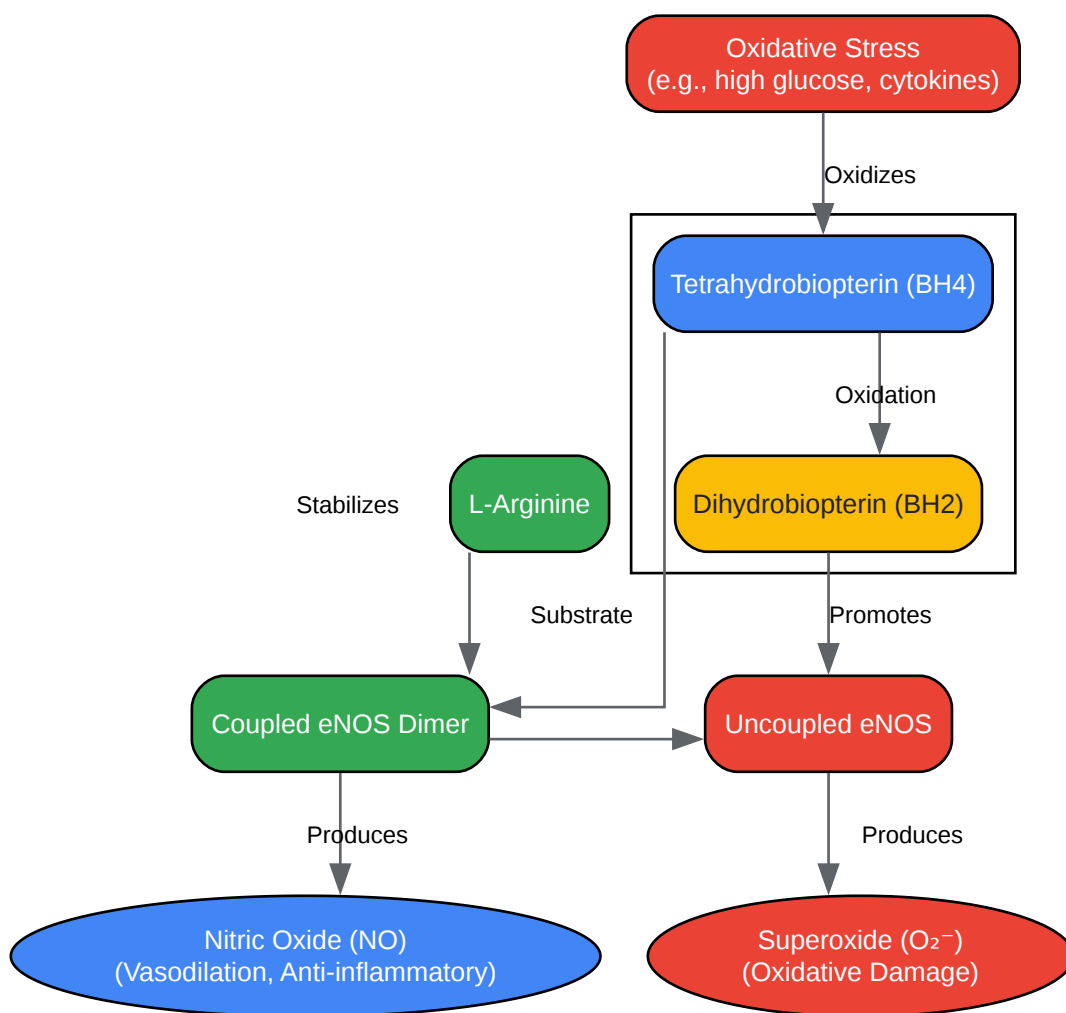 Oxidative Stress
(e.g., high glucose, cytokines)
Oxidizes
Tetrahydrobiopterin (BH4)
Oxidation
Stabilizes
L-Arginine
Dihydrobiopterin (BH2)
Substrate
Promotes
Coupled eNOS Dimer
Uncoupled eNOS
Produces
Produces
Nitric Oxide (NO)
(Vasodilation, Anti-inflammatory)
Superoxide (O₂⁻)
(Oxidative Damage)